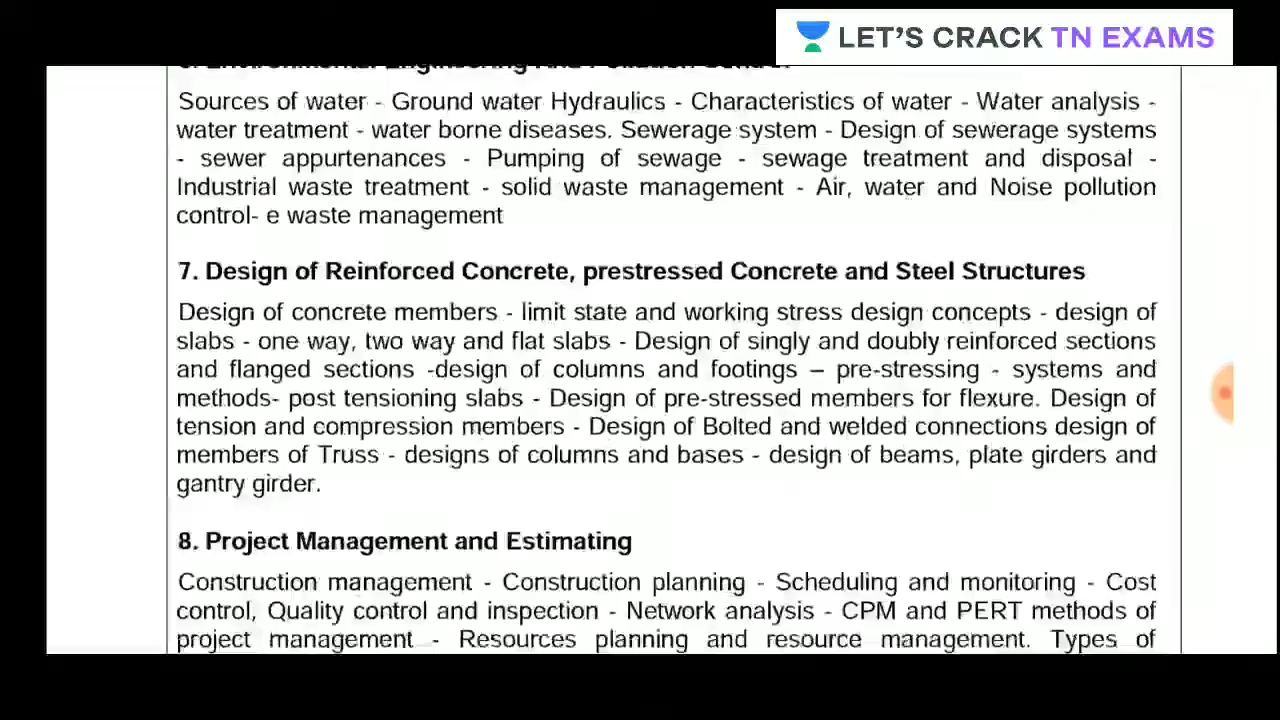 LET'S CRACK TN EXAMS
6. Environmental Engineering And Pollution Control
Sources of water - Ground water Hydraulics - Characteristics of water - Water analysis -
water treatment - water borne diseases. Sewerage system - Design of sewerage systems
- sewer appurtenances - Pumping of sewage - sewage treatment and disposal -
Industrial waste treatment - solid waste management - Air, water and Noise pollution
control- e waste management
7. Design of Reinforced Concrete, prestressed Concrete and Steel Structures
Design of concrete members - limit state and working stress design concepts - design of
slabs - one way, two way and flat slabs - Design of singly and doubly reinforced sections
and flanged sections -design of columns and footings – pre-stressing - systems and
methods- post tensioning slabs - Design of pre-stressed members for flexure. Design of
tension and compression members - Design of Bolted and welded connections design of
members of Truss - designs of columns and bases - design of beams, plate girders and
gantry girder.
8. Project Management and Estimating
Construction management - Construction planning - Scheduling and monitoring - Cost
control, Quality control and inspection - Network analysis - CPM and PERT methods of
project management - Resources planning and resource management. Types of